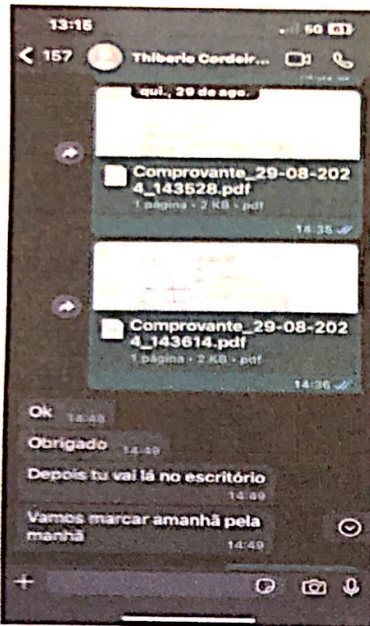 13:15
5G
157 Thiberio Cordeir...
qui., 29 de ago.
Comprovante_29-08-202
4_143528.pdf
1 página • 2 KB • pdf
14:35
Comprovante_29-08-202
4_143614.pdf
1 página • 2 KB • pdf
14:36
Ok 14:48
Obrigado 14:49
Depois tu vai lá no escritório
14:49
Vamos marcar amanhã pela
manhã
14:49